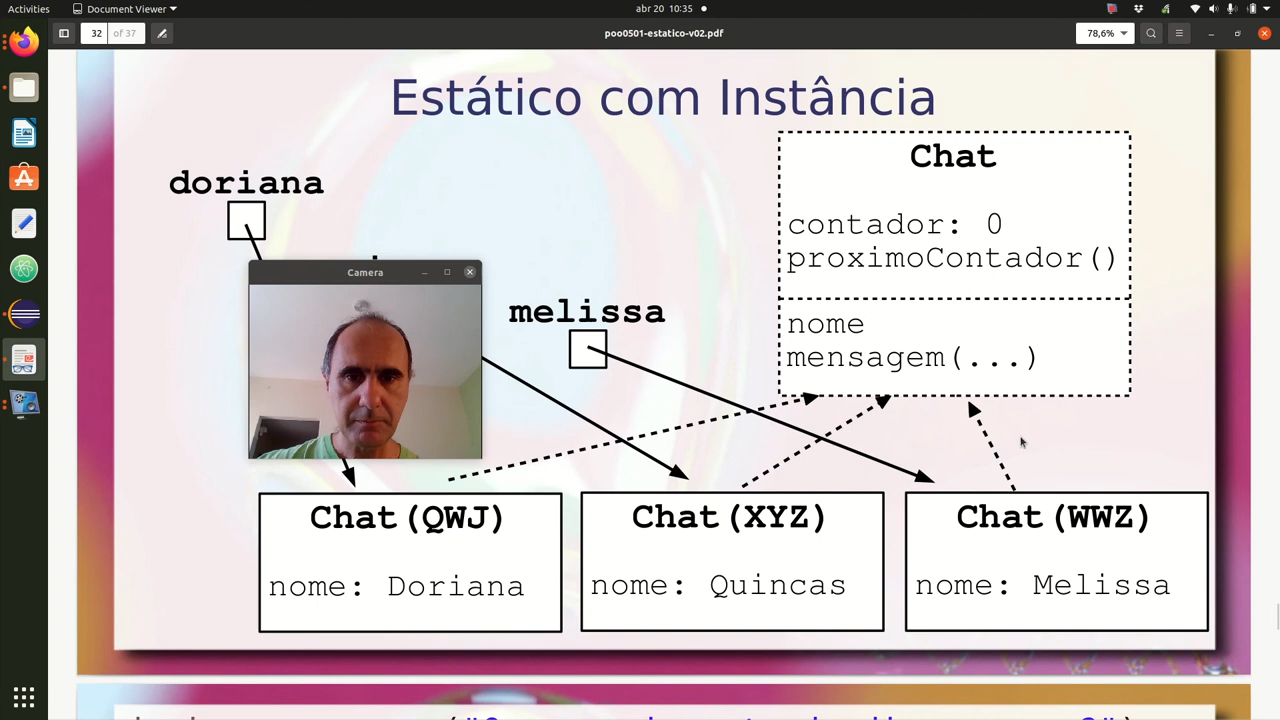 Activities
Document Viewer
abr 20 10:35
32
of 37
poo0501-estatico-v02.pdf
78,6%
Estático com Instância
doriana
Camera
melissa
Chat
contador: 0
proximoContador()
nome
mensagem(...)
Chat(QWJ)
nome: Doriana
Chat(XYZ)
nome: Quincas
Chat(WWZ)
nome: Melissa